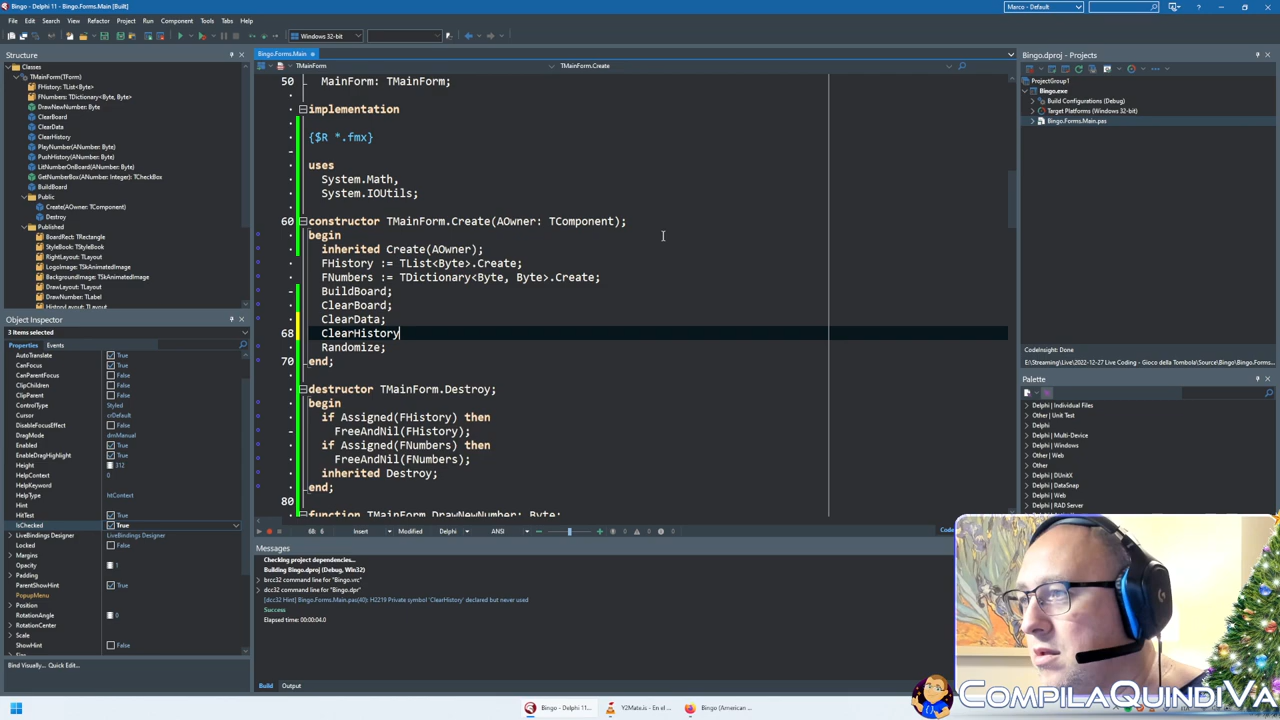 Bingo - Delphi 11 - Bingo.Forms.Main [Built]
Marco - Default
File Edit Search View Refactor Project Run Component Tools Tabs Help
Windows 32-bit
Structure
Classes
TMainForm(TForm)
FHistory: TList<Byte>
FNumbers: TDictionary<Byte, Byte>
DrawNewNumber: Byte
ClearBoard
ClearData
ClearHistory
PlayNumber(ANumber: Byte)
PushHistory(ANumber: Byte)
LitNumberOnBoard(ANumber: Byte)
GetNumberBox(ANumber: Integer): TCheckBox
BuildBoard
Public
Create(AOwner: TComponent)
Destroy
Published
BoardRect: TRectangle
StyleBook: TStyleBook
RightLayout: TLayout
LogoImage: TSkAnimatedImage
BackgroundImage: TSkAnimatedImage
DrawLayout: TLayout
DrawNumber: TLabel
HistoryLayout: TLayout
Object Inspector
3 items selected
Properties Events
AutoTranslate True
CanFocus True
CanParentFocus False
ClipChildren False
ClipParent False
ControlType Styled
Cursor crDefault
DisableFocusEffect False
DragMode dmManual
Enabled True
EnableDragHighlight True
Height 312
HelpContext 0
HelpKeyword
HelpType htContext
Hint
HitTest True
IsChecked True
LiveBindings Designer LiveBindings Designer
Locked False
Margins
Opacity 1
Padding
ParentShowHint True
PopupMenu
Position
RotationAngle 0
RotationCenter
Scale
ShowHint False
Bind Visually... Quick Edit...
Bingo.Forms.Main
TMainForm TMainForm.Create
50 MainForm: TMainForm;
implementation
{$R *.fmx}
uses
System.Math,
System.IOUtils;
60 constructor TMainForm.Create(AOwner: TComponent);
begin
inherited Create(AOwner);
FHistory := TList<Byte>.Create;
FNumbers := TDictionary<Byte, Byte>.Create;
BuildBoard;
ClearBoard;
ClearData;
68 ClearHistory
Randomize;
70 end;
destructor TMainForm.Destroy;
begin
if Assigned(FHistory) then
FreeAndNil(FHistory);
if Assigned(FNumbers) then
FreeAndNil(FNumbers);
inherited Destroy;
end;
80
function TMainForm.DrawNewNumber: Byte;
Insert Modified Delphi ANSI
Messages
Checking project dependencies...
Building Bingo.dproj (Debug, Win32)
brcc32 command line for "Bingo.vrc"
dcc32 command line for "Bingo.dpr"
[dcc32 Hint] Bingo.Forms.Main.pas(40): H2219 Private symbol 'ClearHistory' declared but never used
Success
Elapsed time: 00:00:04.0
Build Output
Bingo.dproj - Projects
ProjectGroup1
Bingo.exe
Build Configurations (Debug)
Target Platforms (Windows 32-bit)
Bingo.Forms.Main.pas
CodeInsight: Done
E:\Streaming\Live\2022-12-27 Live Coding - Gioco della Tombola\Source\Bingo\Bingo.Forms.
Palette
Delphi | Individual Files
Other | Unit Test
Delphi
Delphi | Multi-Device
Delphi | Windows
Other | Web
Other
Delphi | DUnitX
Delphi | DataSnap
Delphi | Web
Delphi | RAD Server
COMPILAQUINDIVA
Bingo - Delphi 11... Y2Mate.is - En el ... Bingo (American ...